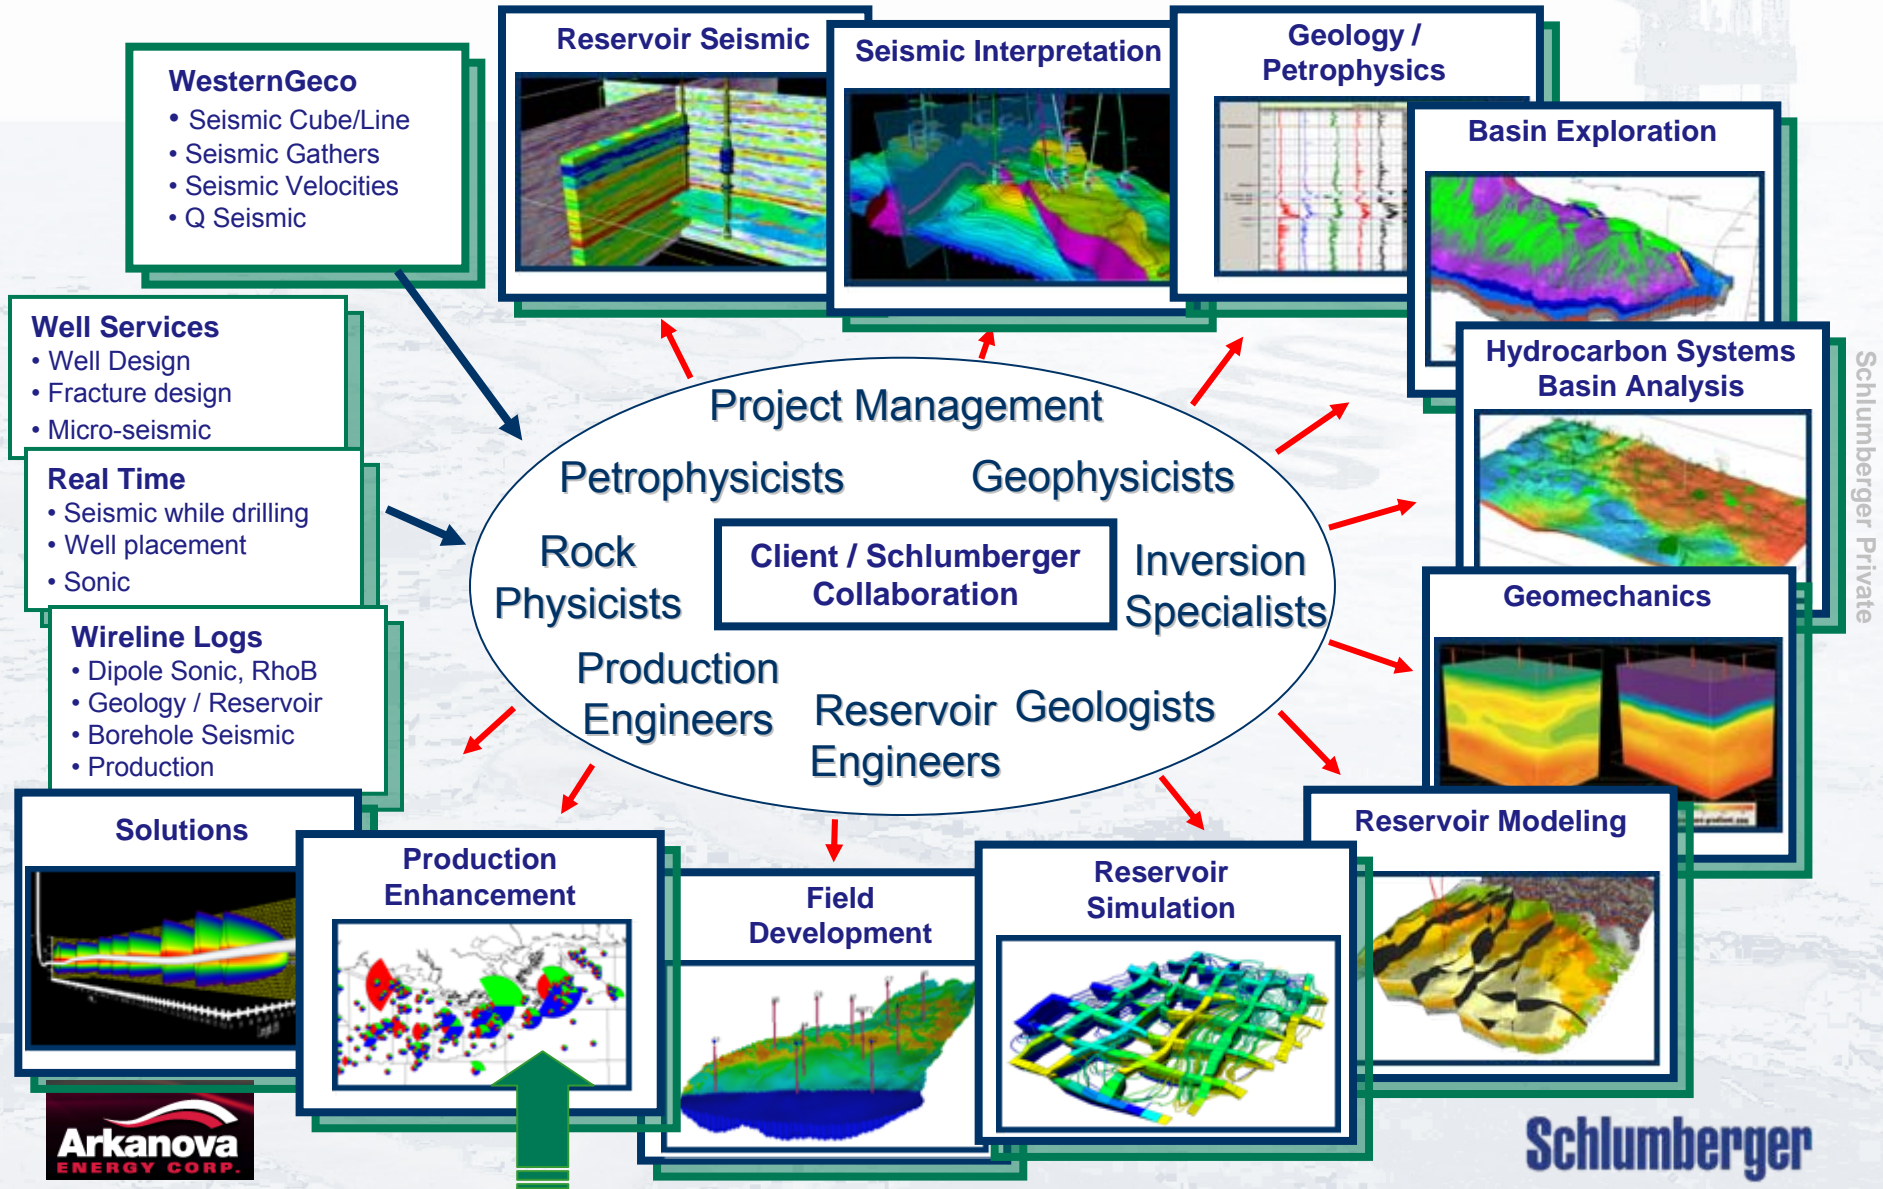 WesternGeco
• Seismic Cube/Line
• Seismic Gathers
• Seismic Velocities
• Q Seismic
Reservoir Seismic
Seismic Interpretation
Geology /
Petrophysics
Basin Exploration
Hydrocarbon Systems
Basin Analysis
Geomechanics
Reservoir Modeling
Reservoir
Simulation
Field
Development
Production
Enhancement
Solutions
Well Services
• Well Design
• Fracture design
• Micro-seismic
Real Time
• Seismic while drilling
• Well placement
• Sonic
Wireline Logs
• Dipole Sonic, RhoB
• Geology / Reservoir
• Borehole Seismic
• Production
Project Management
Petrophysicists
Geophysicists
Rock
Physicists
Client / Schlumberger
Collaboration
Inversion
Specialists
Production
Engineers
Reservoir
Engineers
Geologists
Schlumberger Private
Arkanova
ENERGY CORP.
Schlumberger